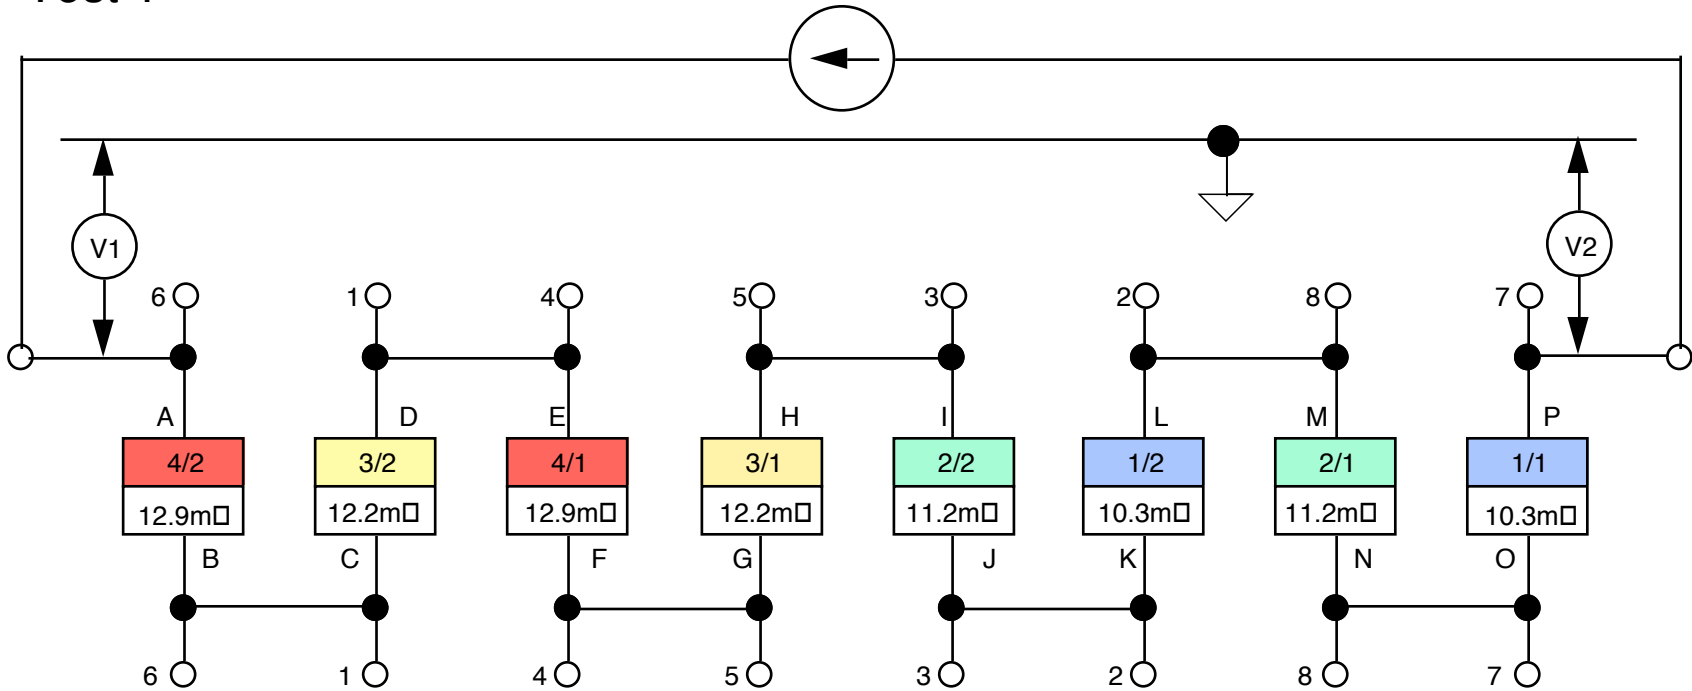 V1
V2
6 1 4 5 3 2 8 7
A D E H I L M P
4/2 3/2 4/1 3/1 2/2 1/2 2/1 1/1
12.9m□ 12.2m□ 12.9m□ 12.2m□ 11.2m□ 10.3m□ 11.2m□ 10.3m□
B C F G J K N O
6 1 4 5 3 2 8 7